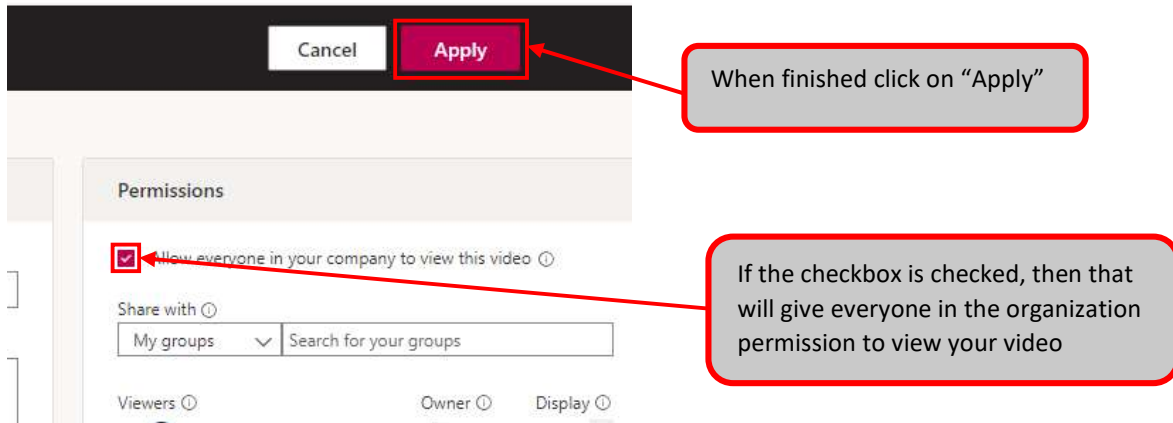 Cancel Apply
When finished click on “Apply”
Permissions
Allow everyone in your company to view this video
If the checkbox is checked, then that
will give everyone in the organization
permission to view your video
Share with
My groups Search for your groups
Viewers Owner Display